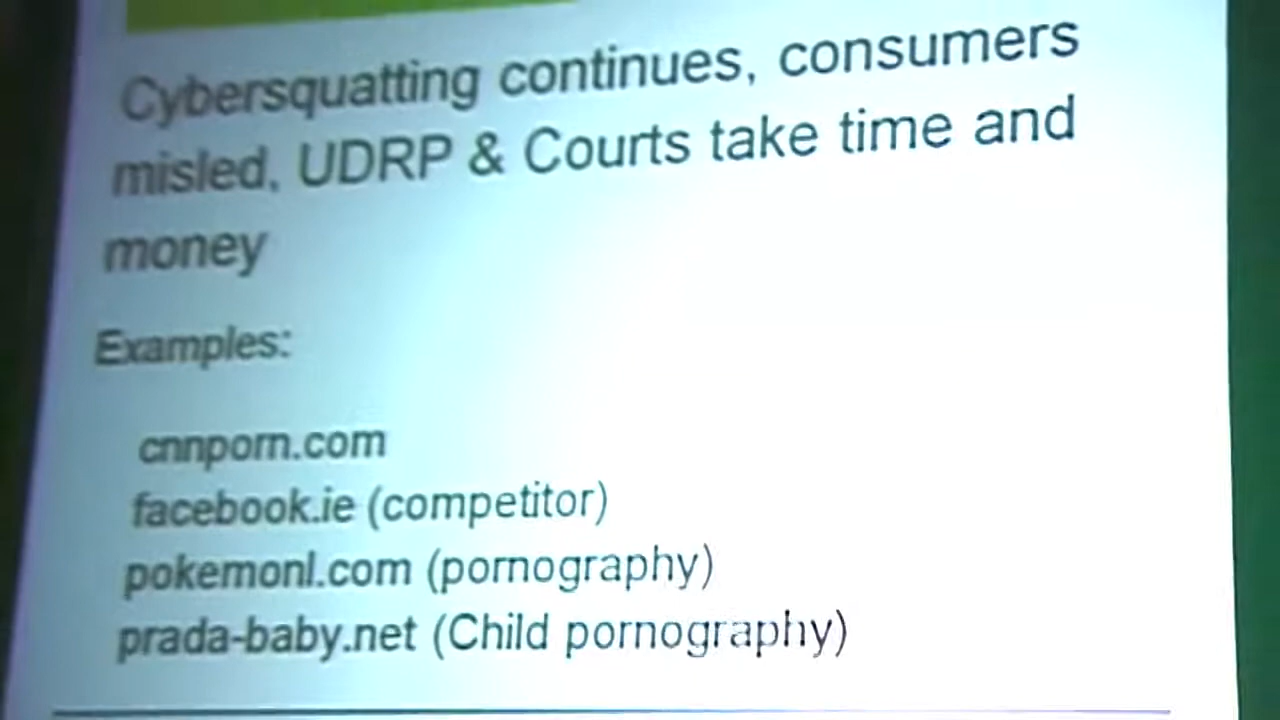 Cybersquatting continues, consumers
misled, UDRP & Courts take time and
money
Examples:
cnnporn.com
facebook.ie (competitor)
pokemonl.com (pornography)
prada-baby.net (Child pornography)